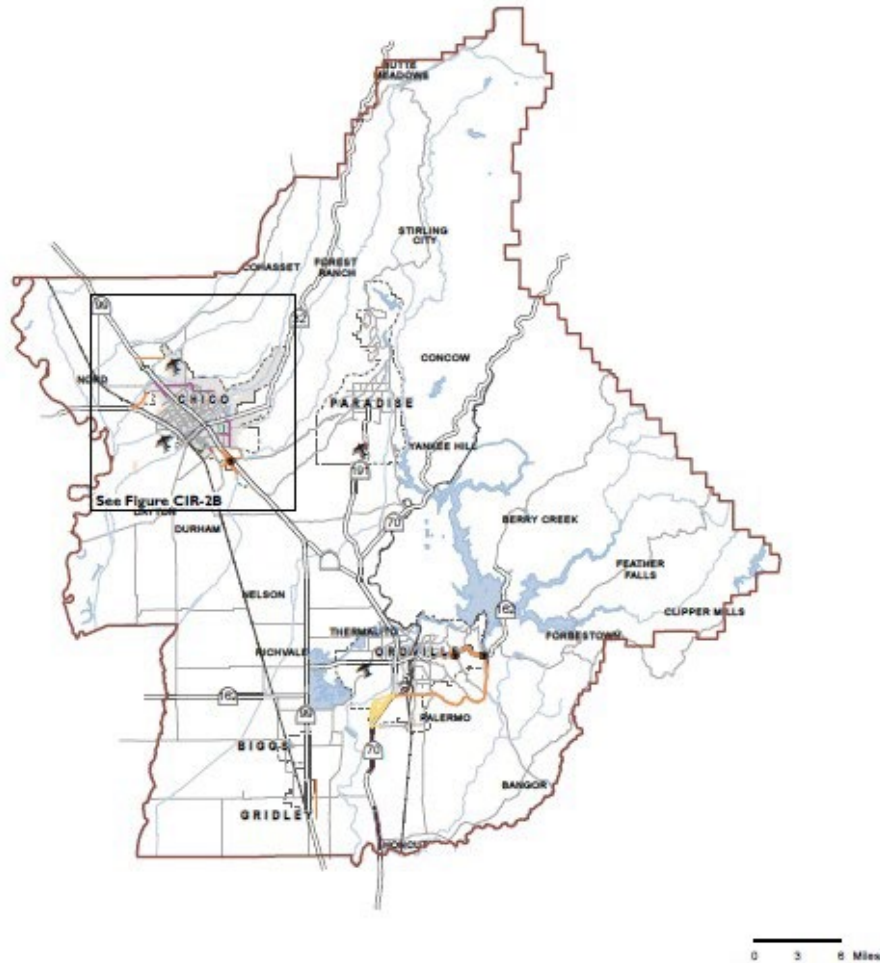 BUTTE
MEADOWS
STIRLING
CITY
COHASSET
FOREST
RANCH
99
32
NORD
CHICO
CONCOW
PARADISE
YANKEE HILL
191
See Figure CIR-2B
DAYTON
DURHAM
70
BERRY CREEK
FEATHER
FALLS
NELSON
CLIPPER MILLS
162
THERMALITO
FORBESTOWN
RICHVALE
OROVILLE
162
99
PALERMO
BIGGS
70
BANGOR
GRIDLEY
HONCUT
0 3 6 Miles